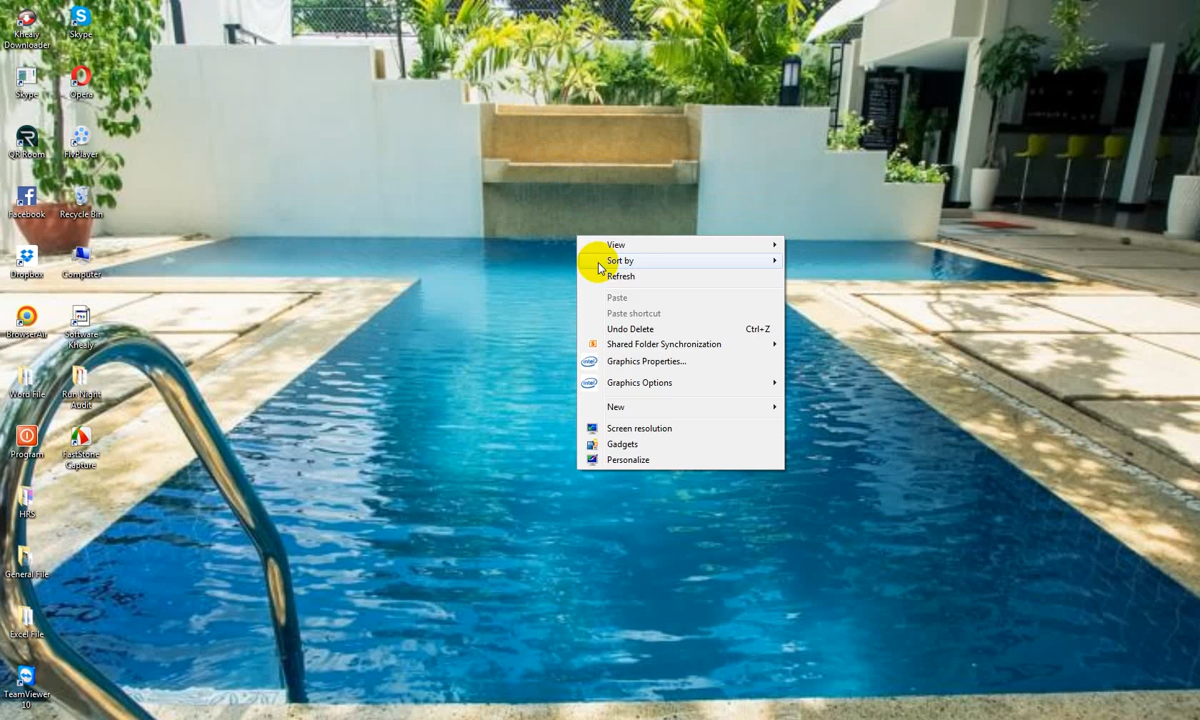 Khealy
Downloader
Skype
Skype
Opera
QR Room
FlvPlayer
Facebook
Recycle Bin
Dropbox
Computer
BrowserAir
Software
Khealy
Word File
Run Night
Audit
Program
FastStone
Capture
HRS
General File
Excel File
TeamViewer
10
View
Sort by
Refresh
Paste
Paste shortcut
Undo Delete Ctrl+Z
S Shared Folder Synchronization
intel Graphics Properties...
intel Graphics Options
New
Screen resolution
Gadgets
Personalize